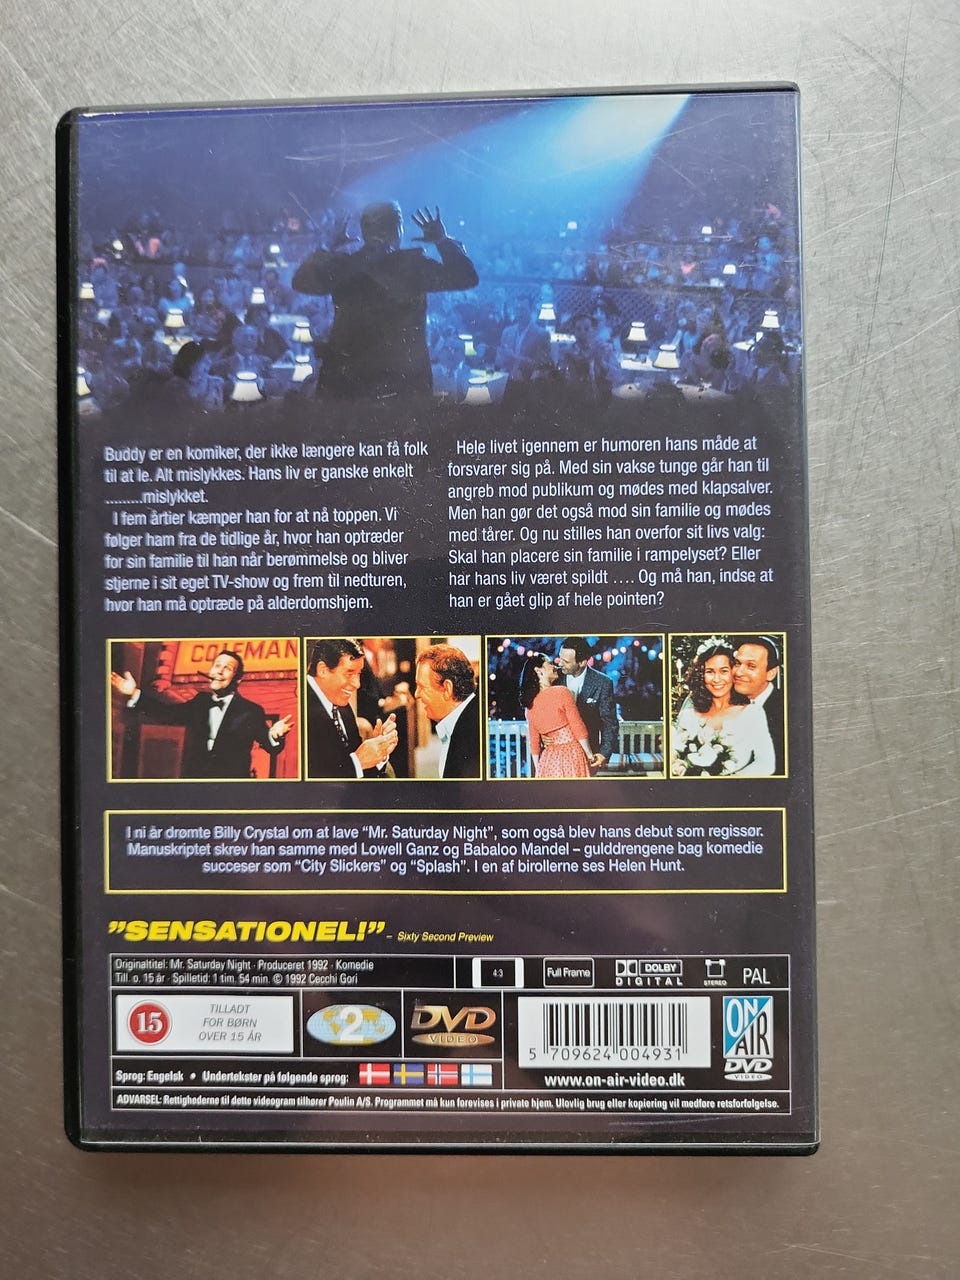 Buddy er en komiker, der ikke længere kan få folk
til at le. Alt mislykkes. Hans liv er ganske enkelt
.........mislykket.
I fem årtier kæmper han for at nå toppen. Vi
følger ham fra de tidlige år, hvor han optræder
for sin familie til han når berømmelse og bliver
stjerne i sit eget TV-show og frem til nedturen,
hvor han må optræde på alderdomshjem.
Hele livet igennem er humoren hans måde at
forsvarer sig på. Med sin vakse tunge går han til
angreb mod publikum og mødes med klapsalver.
Men han gør det også mod sin familie og mødes
med tårer. Og nu stilles han overfor sit livs valg:
Skal han placere sin familie i rampelyset? Eller
har hans liv været spildt .... Og må han, indse at
han er gået glip af hele pointen?
COLEMAN
I ni år drømte Billy Crystal om at lave “Mr. Saturday Night”, som også blev hans debut som regissør.
Manuskriptet skrev han samme med Lowell Ganz og Babaloo Mandel – gulddrengene bag komedie
succeser som “City Slickers” og “Splash”. I en af birollerne ses Helen Hunt.
”SENSATIONEL!” – Sixty Second Preview
Originaltitel: Mr. Saturday Night · Produceret 1992 · Komedie
Till. o. 15 år · Spilletid: 1 tim. 54 min. © 1992 Cecchi Gori
4:3
Full Frame
DOLBY
DIGITAL
STEREO
PAL
15
TILLADT
FOR BØRN
OVER 15 ÅR
2
DVD
VIDEO
5 709624 004931
www.on-air-video.dk
ON
AIR
DVD
VIDEO
Sprog: Engelsk • Undertekster på følgende sprog:
ADVARSEL: Rettighederne til dette videogram tilhører Poulin A/S. Programmet må kun forevises i private hjem. Ulovlig brug eller kopiering vil medføre retsforfølgelse.